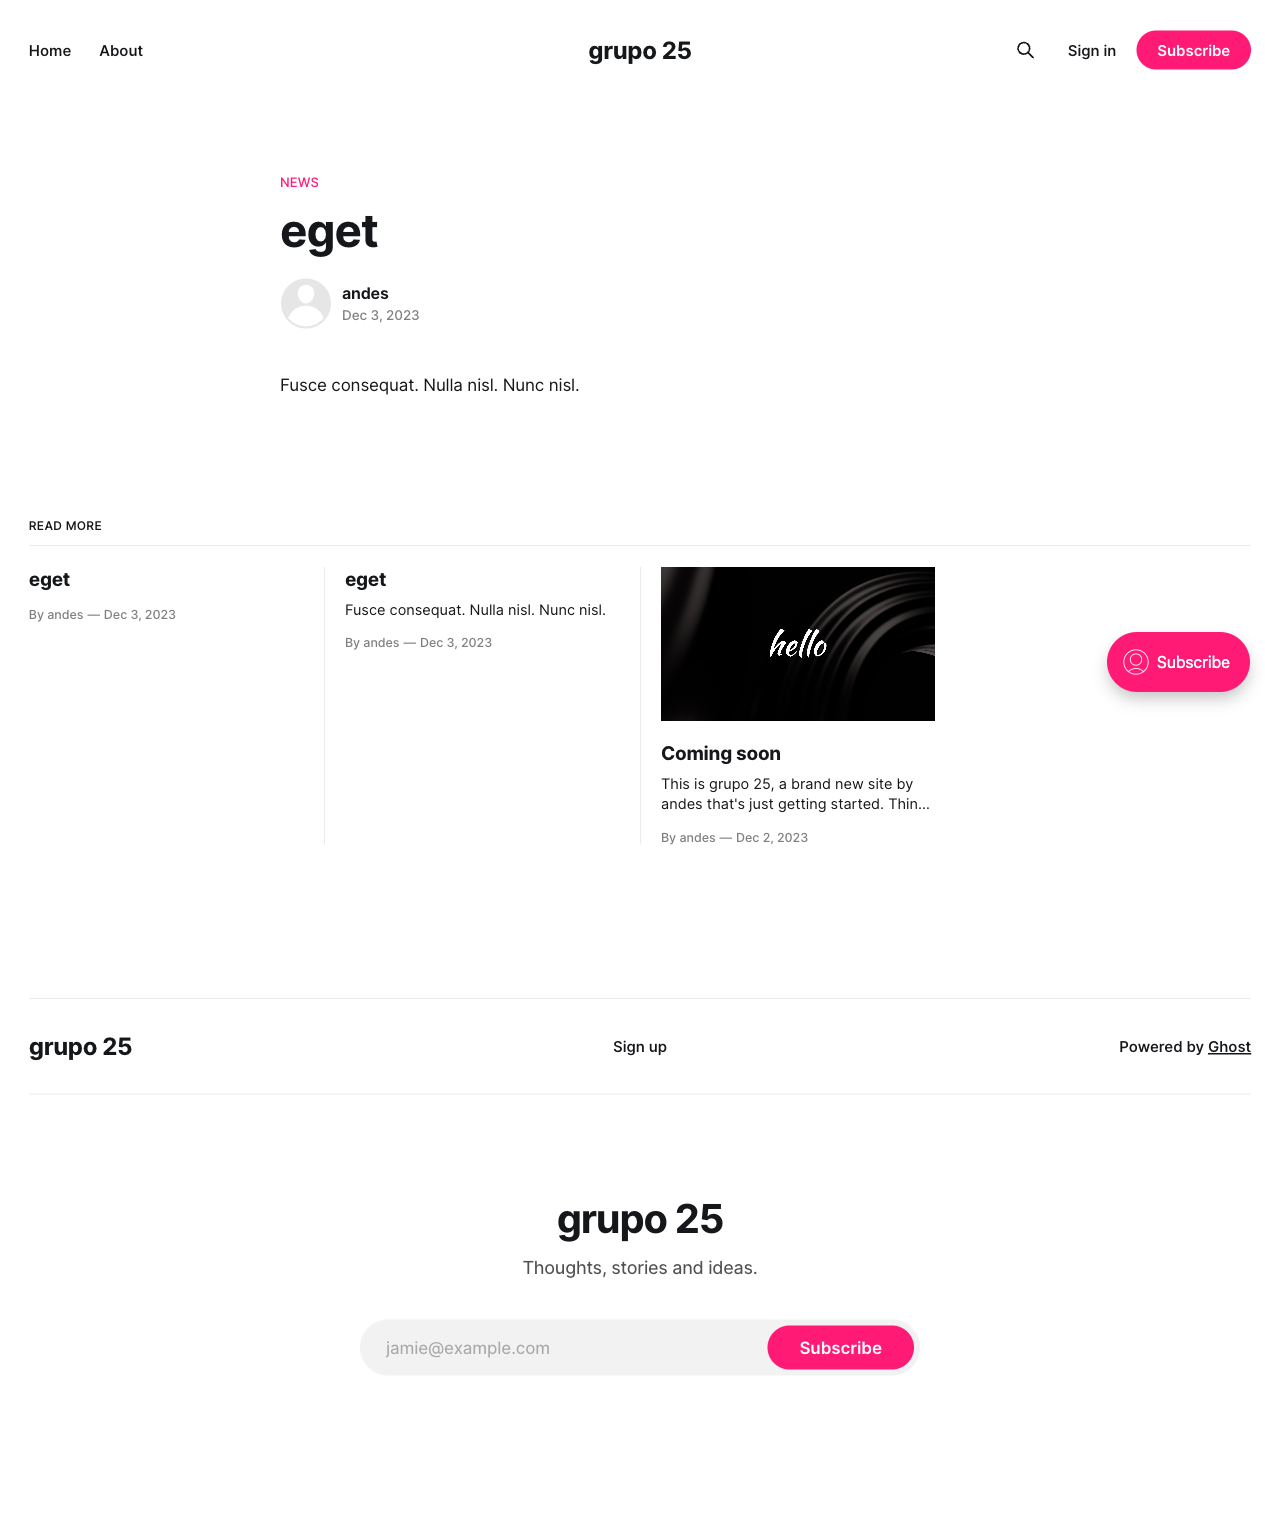 Home
About
grupo 25
Sign in
Subscribe
NEWS
eget
andes
Dec 3, 2023
Fusce consequat. Nulla nisl. Nunc nisl.
READ MORE
eget
By andes — Dec 3, 2023
eget
Fusce consequat. Nulla nisl. Nunc nisl.
By andes — Dec 3, 2023
hello
Coming soon
This is grupo 25, a brand new site by
andes that's just getting started. Thin...
By andes — Dec 2, 2023
Subscribe
grupo 25
Sign up
Powered by Ghost
grupo 25
Thoughts, stories and ideas.
jamie@example.com
Subscribe